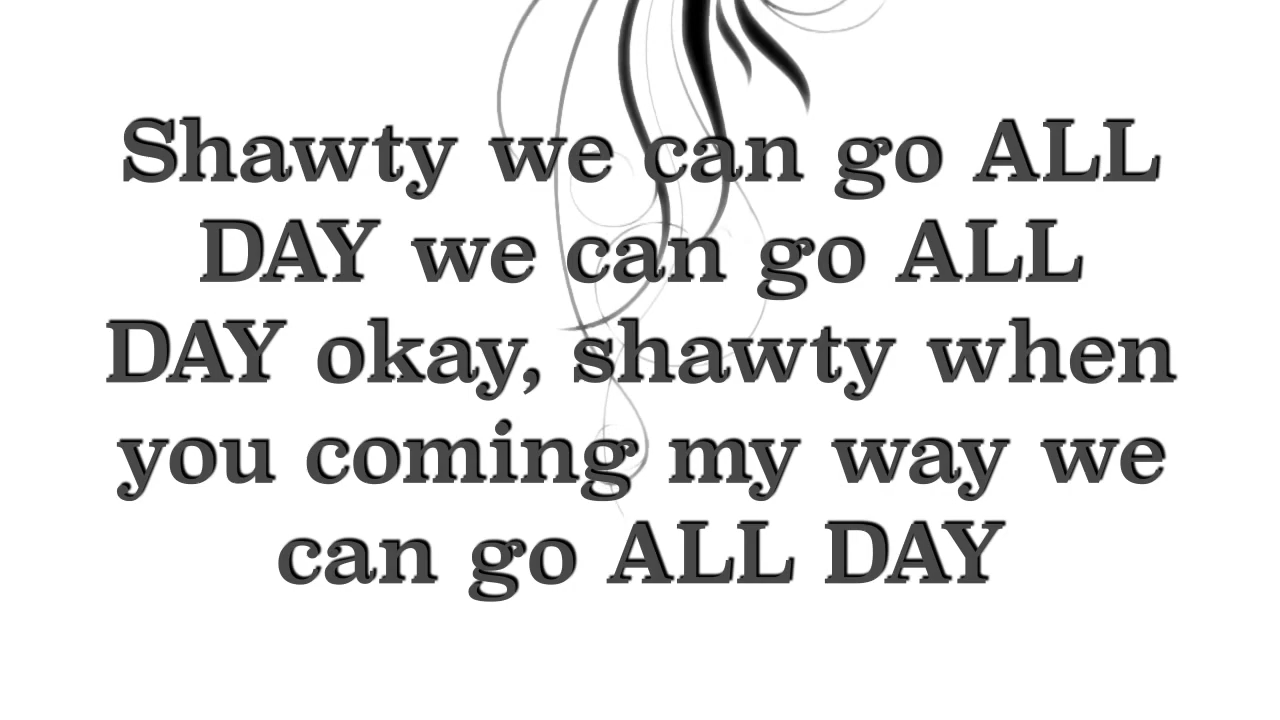 Shawty we can go ALL
DAY we can go ALL
DAY okay, shawty when
you coming my way we
can go ALL DAY